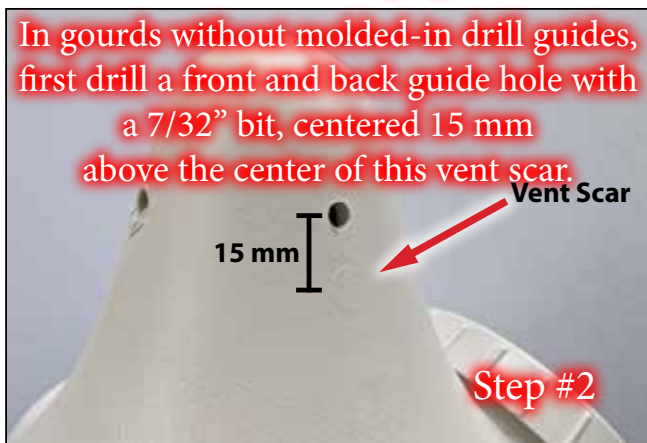 In gourds without molded-in drill guides,
first drill a front and back guide hole with
a 7/32” bit, centered 15 mm
above the center of this vent scar.
Vent Scar
15 mm
Step #2